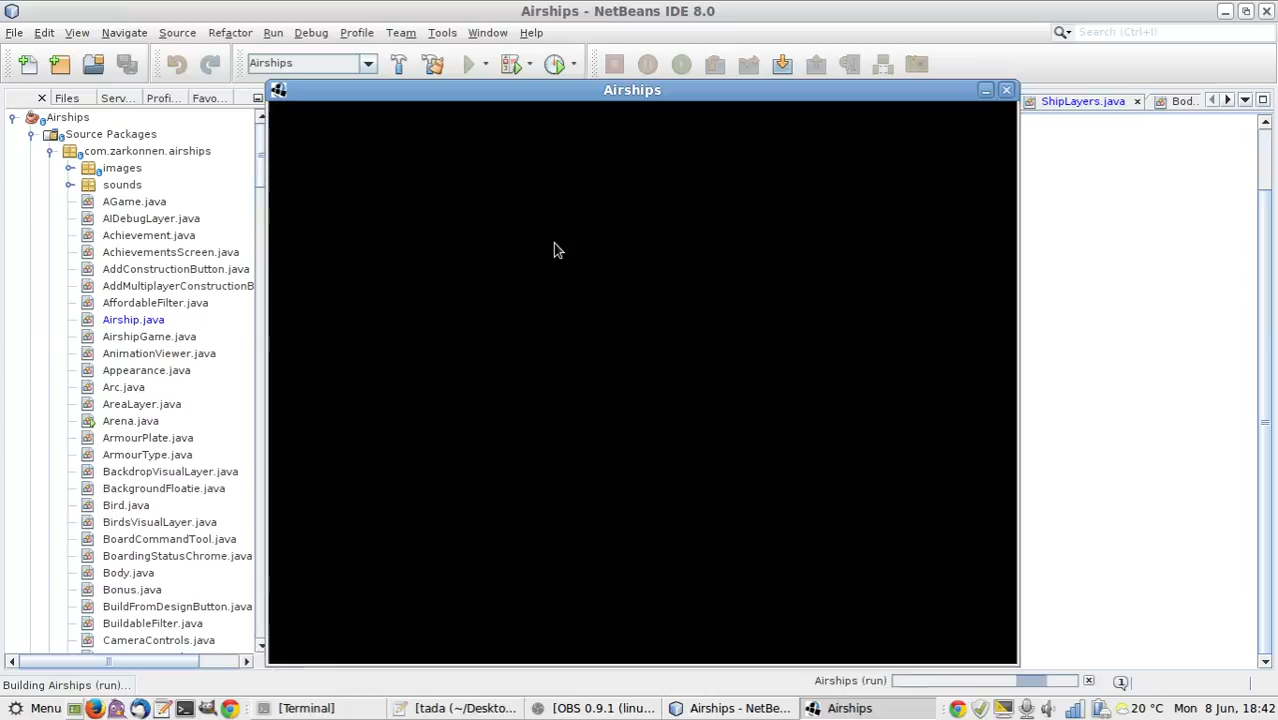 Airships - NetBeans IDE 8.0
File Edit View Navigate Source Refactor Run Debug Profile Team Tools Window Help
Search (Ctrl+I)
Airships
Airships
Files Serv... Profi... Favo...
ShipLayers.java Bod..
Airships
Source Packages
com.zarkonnen.airships
images
sounds
AGame.java
AIDebugLayer.java
Achievement.java
AchievementsScreen.java
AddConstructionButton.java
AddMultiplayerConstructionB
AffordableFilter.java
Airship.java
AirshipGame.java
AnimationViewer.java
Appearance.java
Arc.java
AreaLayer.java
Arena.java
ArmourPlate.java
ArmourType.java
BackdropVisualLayer.java
BackgroundFloatie.java
Bird.java
BirdsVisualLayer.java
BoardCommandTool.java
BoardingStatusChrome.java
Body.java
Bonus.java
BuildFromDesignButton.java
BuildableFilter.java
CameraControls.java
Building Airships (run)...
Airships (run)
1
Menu [Terminal] [tada (~/Deskto... [OBS 0.9.1 (linu... Airships - NetBe... Airships 20 °C Mon 8 Jun, 18:42